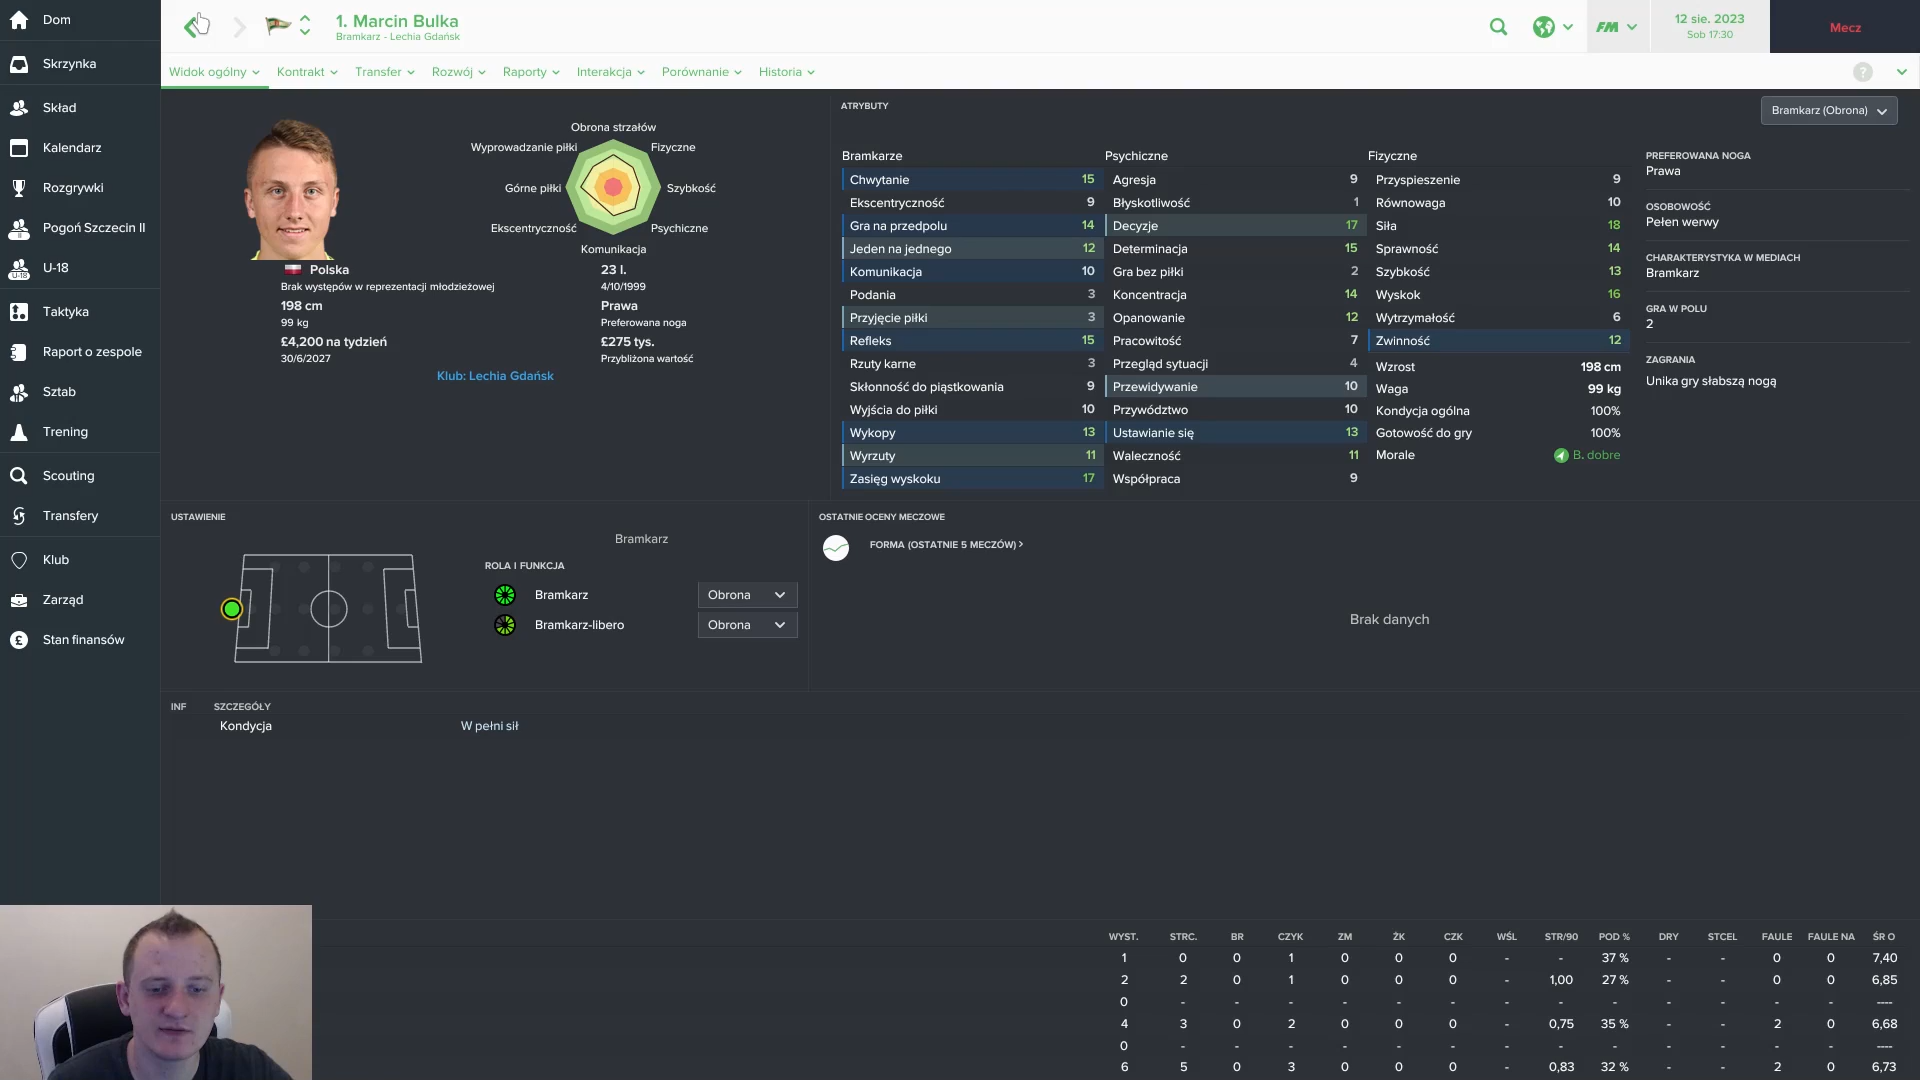 Dom
Skrzynka
Skład
Kalendarz
Rozgrywki
Pogoń Szczecin II
U-18
Taktyka
Raport o zespole
Sztab
Trening
Scouting
Transfery
Klub
Zarząd
Stan finansów
1. Marcin Bulka
Bramkarz - Lechia Gdańsk
FM
12 sie. 2023
Sob 17:30
Mecz
Widok ogólny Kontrakt Transfer Rozwój Raporty Interakcja Porównanie Historia
?
Obrona strzałów
Wyprowadzanie piłki Fizyczne
Górne piłki Szybkość
Ekscentryczność Psychiczne
Komunikacja
Polska
Brak występów w reprezentacji młodzieżowej
198 cm
99 kg
£4,200 na tydzień
30/6/2027
23 l.
4/10/1999
Prawa
Preferowana noga
£275 tys.
Przybliżona wartość
Klub: Lechia Gdańsk
ATRYBUTY
Bramkarz (Obrona)
Bramkarze
Chwytanie 15
Ekscentryczność 9
Gra na przedpolu 14
Jeden na jednego 12
Komunikacja 10
Podania 3
Przyjęcie piłki 3
Refleks 15
Rzuty karne 3
Skłonność do piąstkowania 9
Wyjścia do piłki 10
Wykopy 13
Wyrzuty 11
Zasięg wyskoku 17
Psychiczne
Agresja 9
Błyskotliwość 1
Decyzje 17
Determinacja 15
Gra bez piłki 2
Koncentracja 14
Opanowanie 12
Pracowitość 7
Przegląd sytuacji 4
Przewidywanie 10
Przywództwo 10
Ustawianie się 13
Waleczność 11
Współpraca 9
Fizyczne
Przyspieszenie 9
Równowaga 10
Siła 18
Sprawność 14
Szybkość 13
Wyskok 16
Wytrzymałość 6
Zwinność 12
Wzrost 198 cm
Waga 99 kg
Kondycja ogólna 100%
Gotowość do gry 100%
Morale B. dobre
PREFEROWANA NOGA
Prawa
OSOBOWOŚĆ
Pełen werwy
CHARAKTERYSTYKA W MEDIACH
Bramkarz
GRA W POLU
2
ZAGRANIA
Unika gry słabszą nogą
USTAWIENIE
Bramkarz
ROLA I FUNKCJA
Bramkarz Obrona
Bramkarz-libero Obrona
OSTATNIE OCENY MECZOWE
FORMA (OSTATNIE 5 MECZÓW) >
Brak danych
INF SZCZEGÓŁY
Kondycja W pełni sił
WYST. STRC. BR CZYK ZM ŻK CZK WŚL STR/90 POD % DRY STCEL FAULE FAULE NA ŚR O
1 0 0 1 0 0 0 - - 37 % - - 0 0 7,40
2 2 0 1 0 0 0 - 1,00 27 % - - 0 0 6,85
0 - - - - - - - - - - - - - ----
4 3 0 2 0 0 0 - 0,75 35 % - - 2 0 6,68
0 - - - - - - - - - - - - - ----
6 5 0 3 0 0 0 - 0,83 32 % - - 2 0 6,73